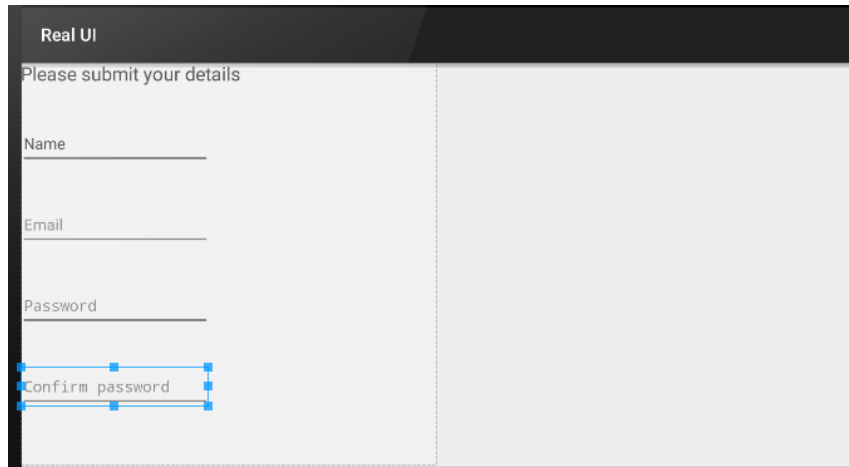 Real UI
Please submit your details
Name
Email
Password
Confirm password